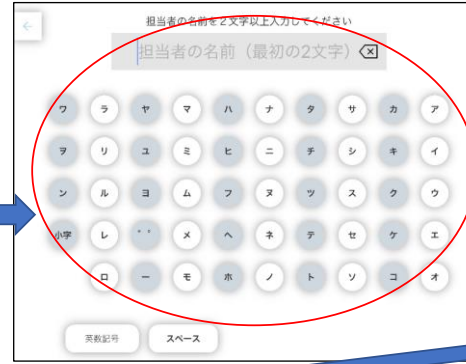 担当者の名前を2文字以上入力してください
担当者の名前（最初の2文字）
ワ ラ ヤ マ ハ ナ タ サ カ ア
ヲ リ ユ ミ ヒ ニ チ シ キ イ
ン ル ヨ ム フ ヌ ツ ス ク ウ
小字 レ ゛゜ メ ヘ ネ テ セ ケ エ
ロ ー モ ホ ノ ト ソ コ オ
英数記号 スペース